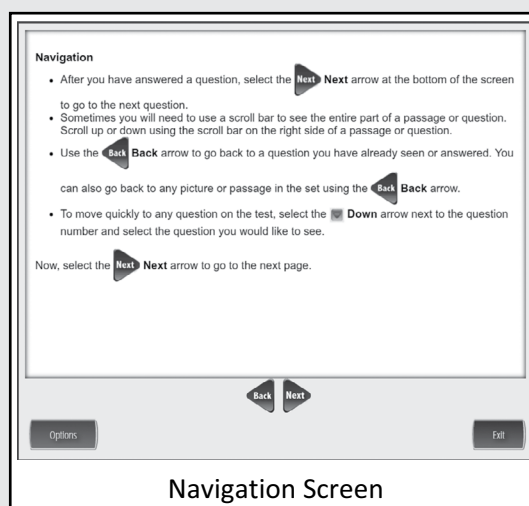 Navigation
• After you have answered a question, select the Next Next arrow at the bottom of the screen
to go to the next question.
• Sometimes you will need to use a scroll bar to see the entire part of a passage or question.
Scroll up or down using the scroll bar on the right side of a passage or question.
• Use the Back Back arrow to go back to a question you have already seen or answered. You
can also go back to any picture or passage in the set using the Back Back arrow.
• To move quickly to any question on the test, select the Down arrow next to the question
number and select the question you would like to see.
Now, select the Next Next arrow to go to the next page.
Back Next
Options Exit
Navigation Screen